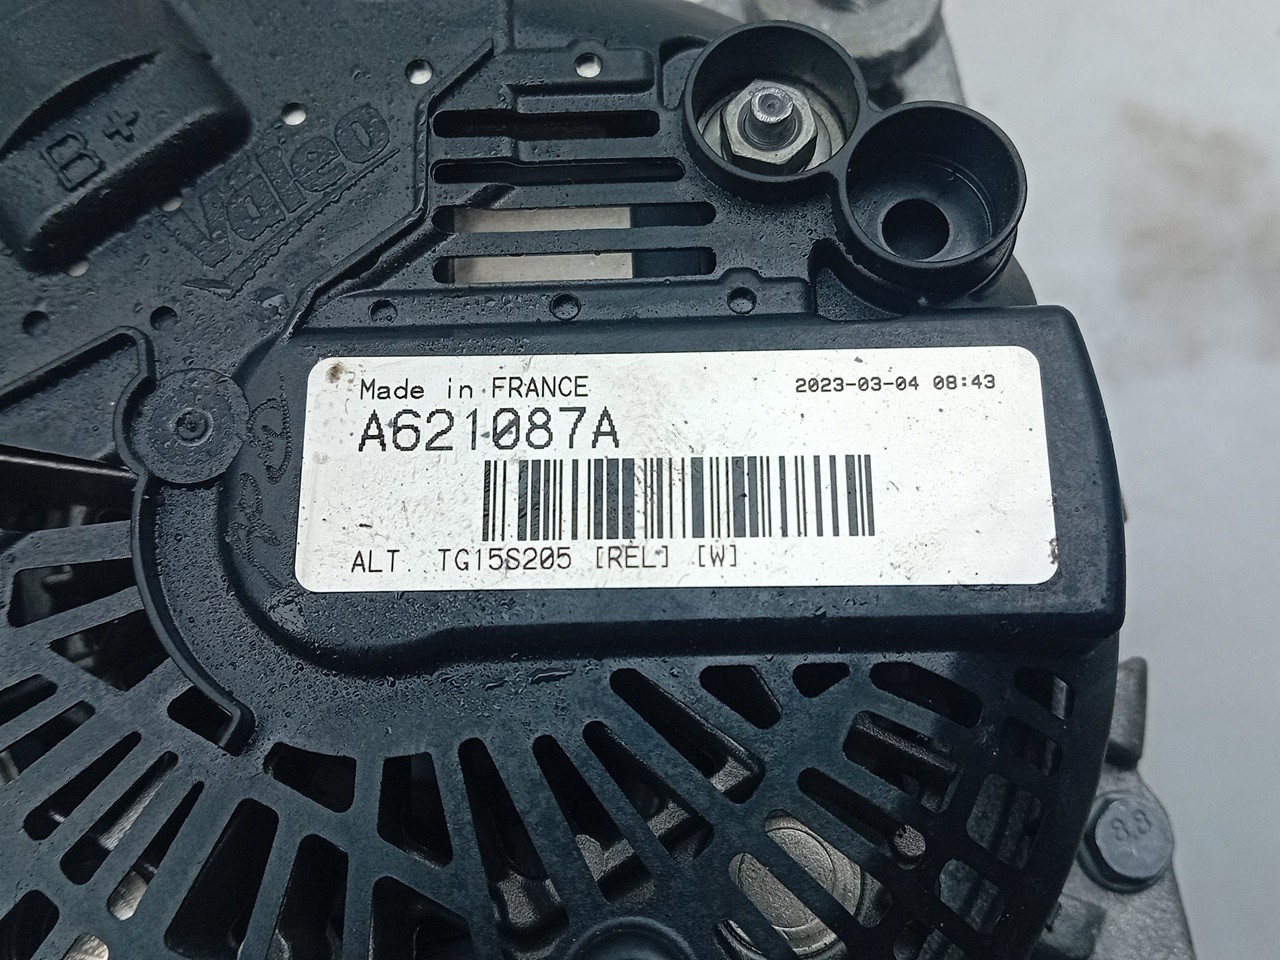 B+
Valeo
Made in FRANCE
2023-03-04 08:43
A621087A
ALT. TG15S205 [REL] [W]
8.8